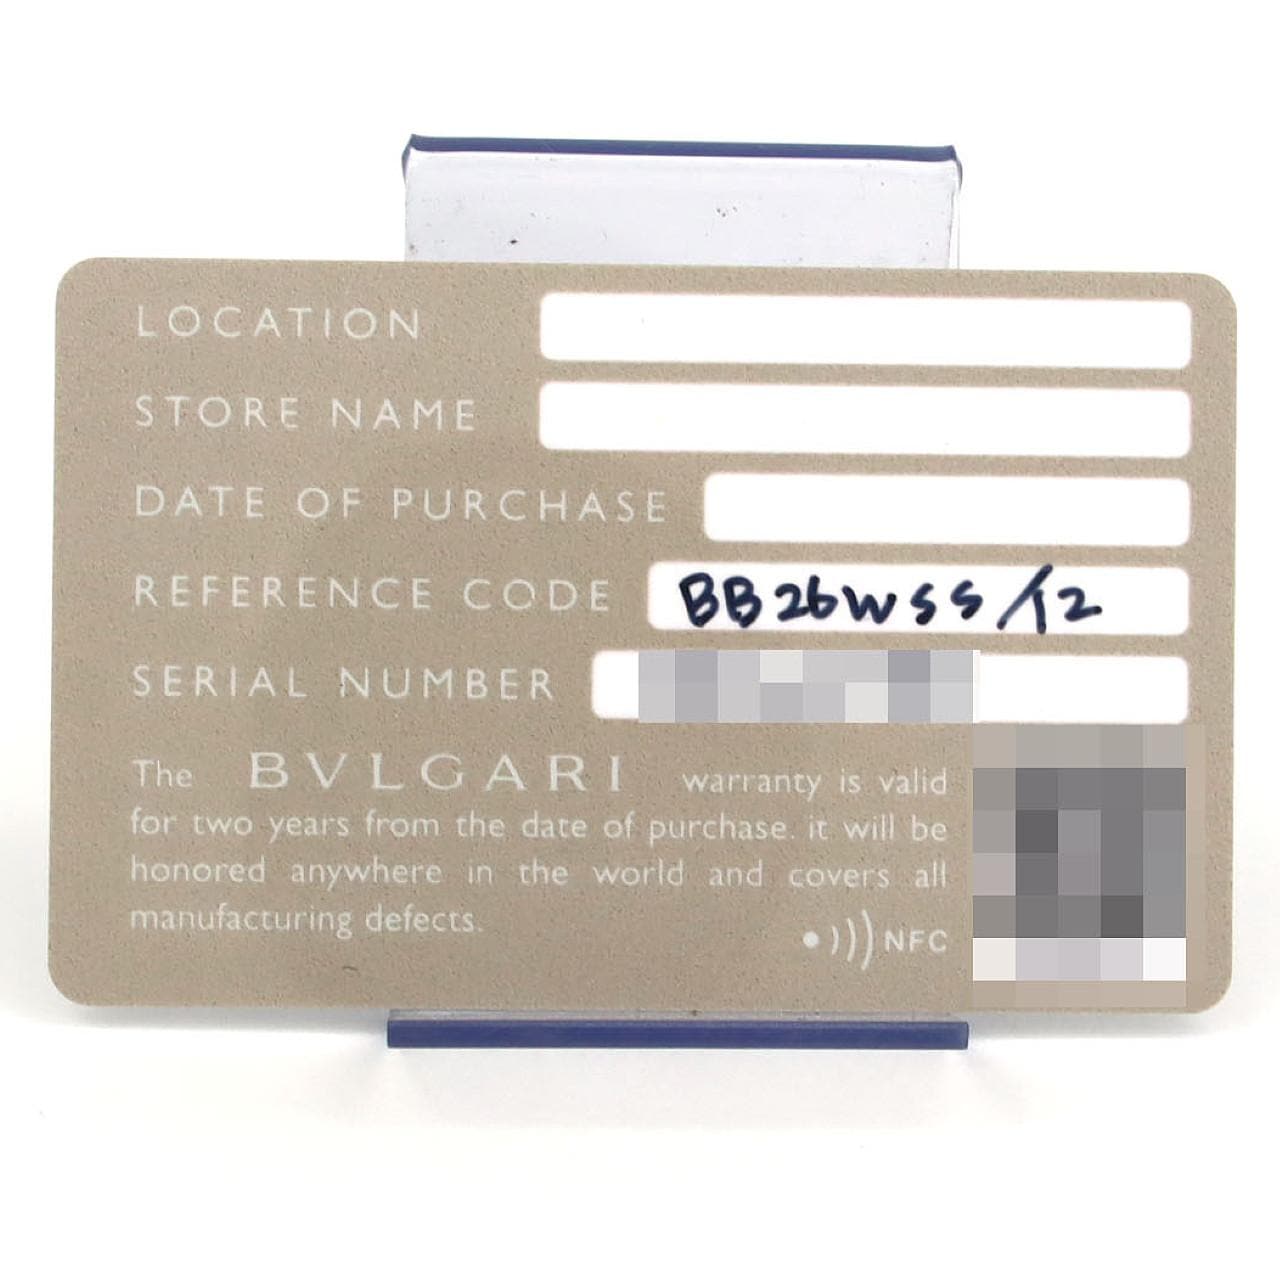 LOCATION
STORE NAME
DATE OF PURCHASE
REFERENCE CODE BB26WSS/12
SERIAL NUMBER
The BVLGARI warranty is valid
for two years from the date of purchase. it will be
honored anywhere in the world and covers all
manufacturing defects.
NFC